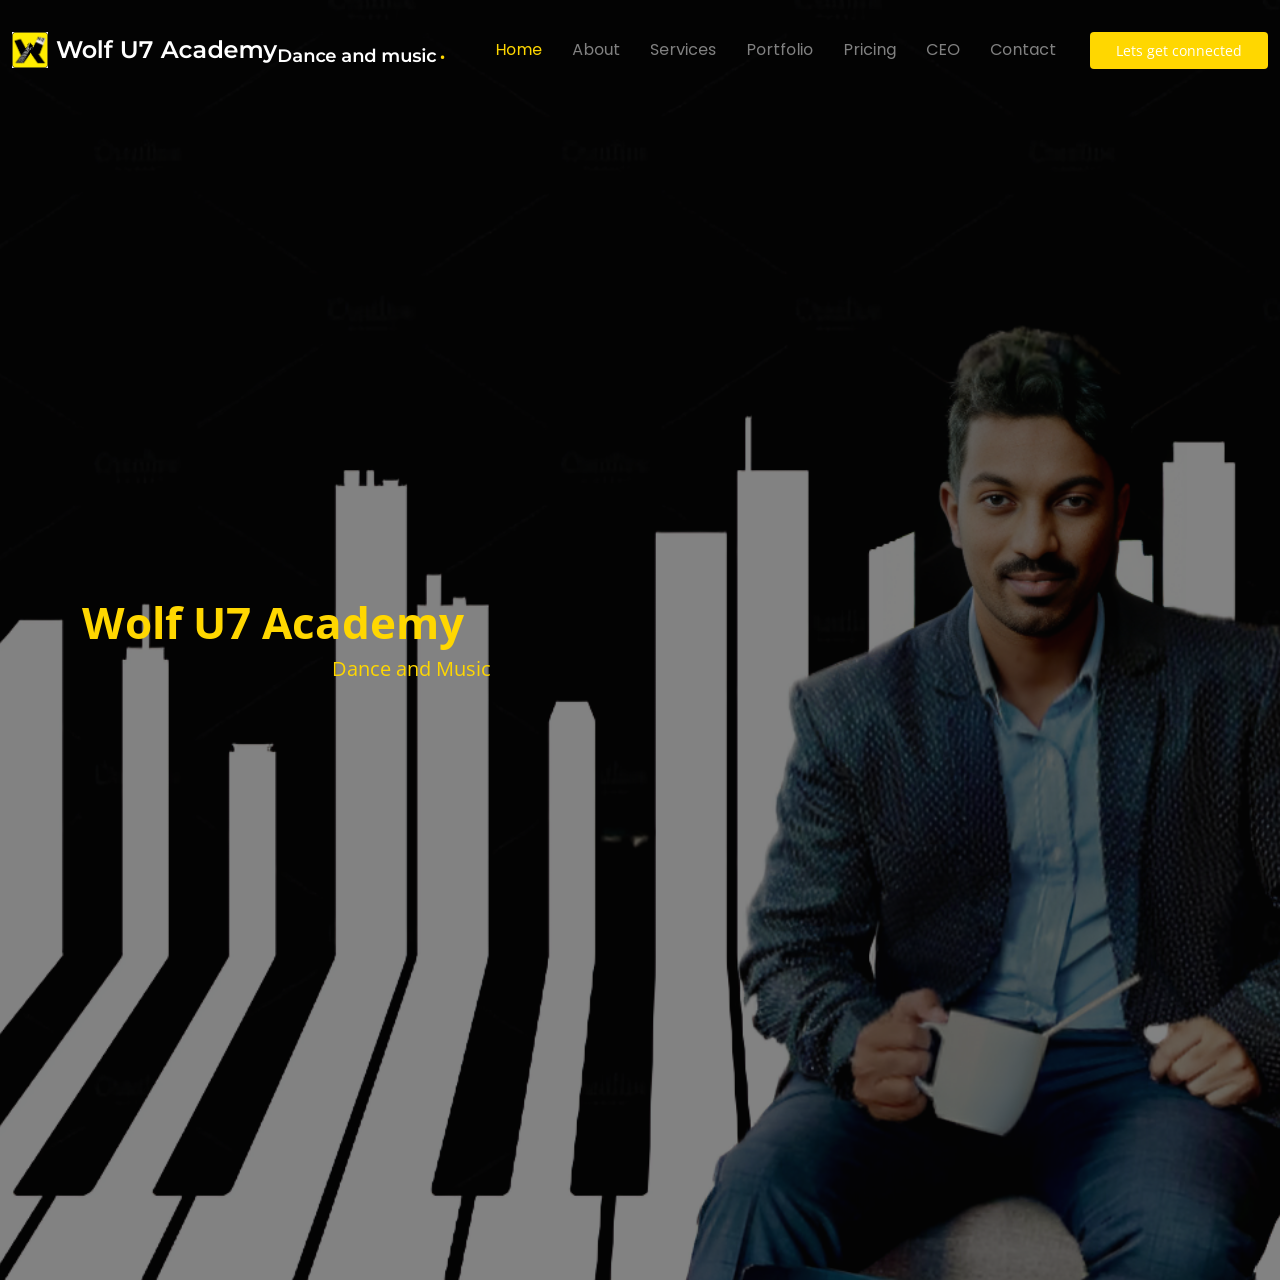 Wolf U7 Academy Dance and music .
Home About Services Portfolio Pricing CEO Contact
Lets get connected
Wolf U7 Academy
Dance and Music